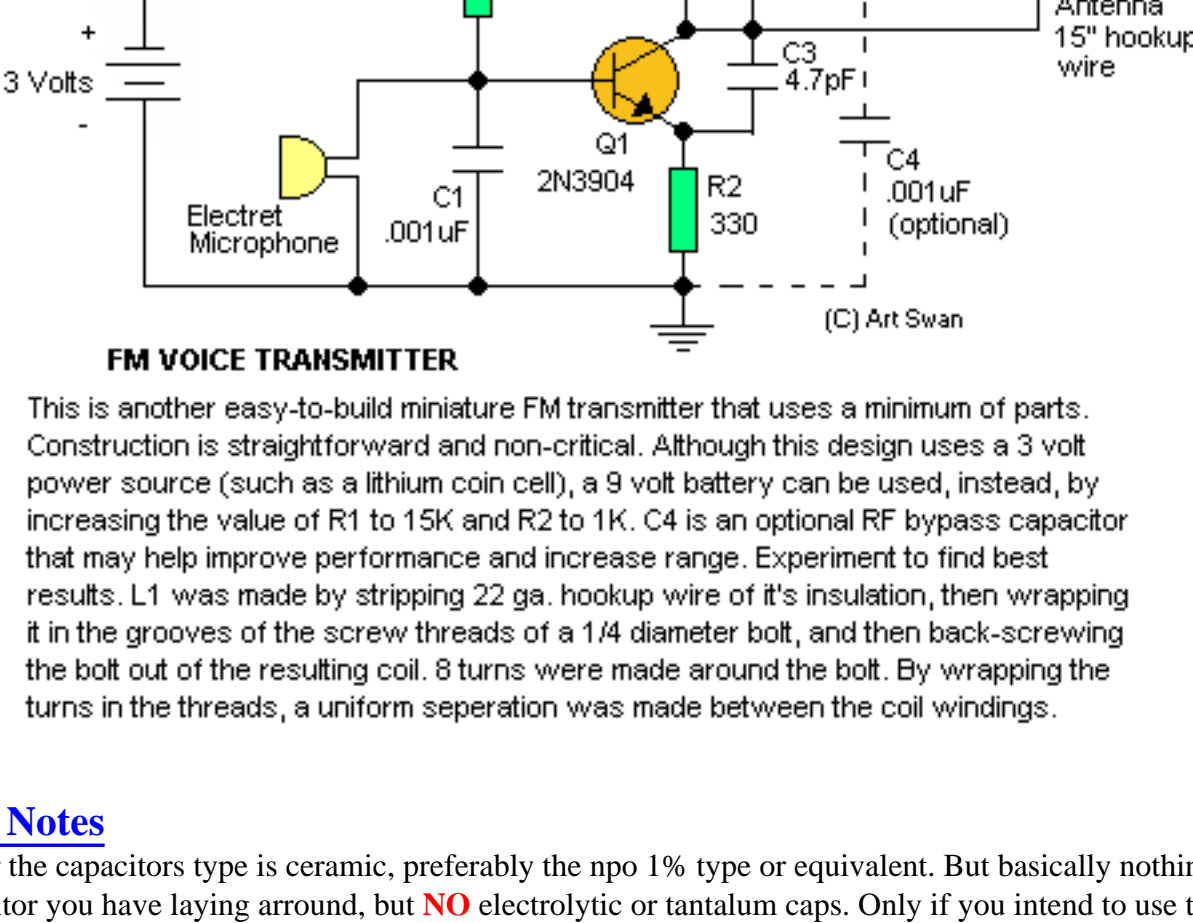 Antenna
15" hookup
wire
+
3 Volts
-
C3
4.7pF
Q1
2N3904
C4
.001uF
(optional)
R2
330
C1
.001uF
Electret
Microphone
(C) Art Swan
FM VOICE TRANSMITTER
This is another easy-to-build miniature FM transmitter that uses a minimum of parts.
Construction is straightforward and non-critical. Although this design uses a 3 volt
power source (such as a lithium coin cell), a 9 volt battery can be used, instead, by
increasing the value of R1 to 15K and R2 to 1K. C4 is an optional RF bypass capacitor
that may help improve performance and increase range. Experiment to find best
results. L1 was made by stripping 22 ga. hookup wire of it's insulation, then wrapping
it in the grooves of the screw threads of a 1/4 diameter bolt, and then back-screwing
the bolt out of the resulting coil. 8 turns were made around the bolt. By wrapping the
turns in the threads, a uniform seperation was made between the coil windings.
Notes
the capacitors type is ceramic, preferably the npo 1% type or equivalent. But basically nothin
tor you have laying arround, but NO electrolytic or tantalum caps. Only if you intend to use t